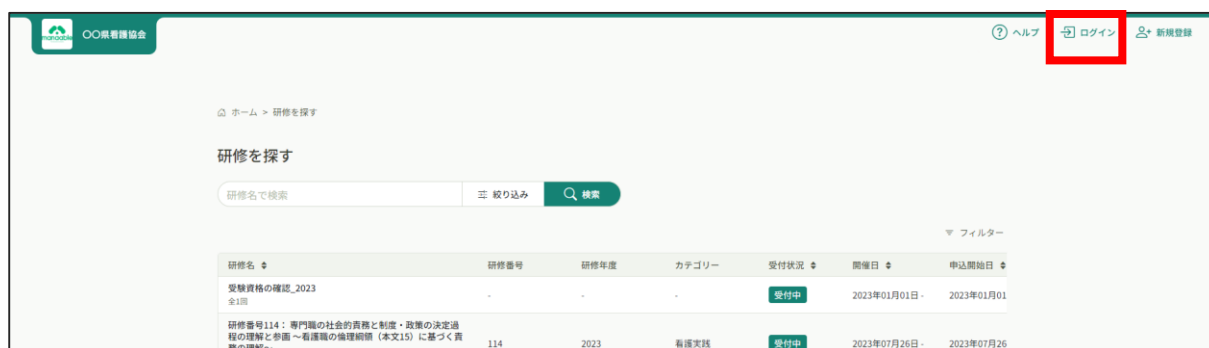 manaable
〇〇県看護協会
ヘルプ
ログイン
新規登録
ホーム > 研修を探す
研修を探す
研修名で検索
絞り込み
検索
フィルター
研修名 研修番号 研修年度 カテゴリー 受付状況 開催日 申込開始日
受験資格の確認_2023
全1回
- - - 受付中 2023年01月01日 - 2023年01月01
研修番号114： 専門職の社会的責務と制度・政策の決定過
程の理解と参画 ～看護職の倫理綱領（本文15）に基づく責
務の理解～
114 2023 看護実践 受付中 2023年07月26日 - 2023年07月26